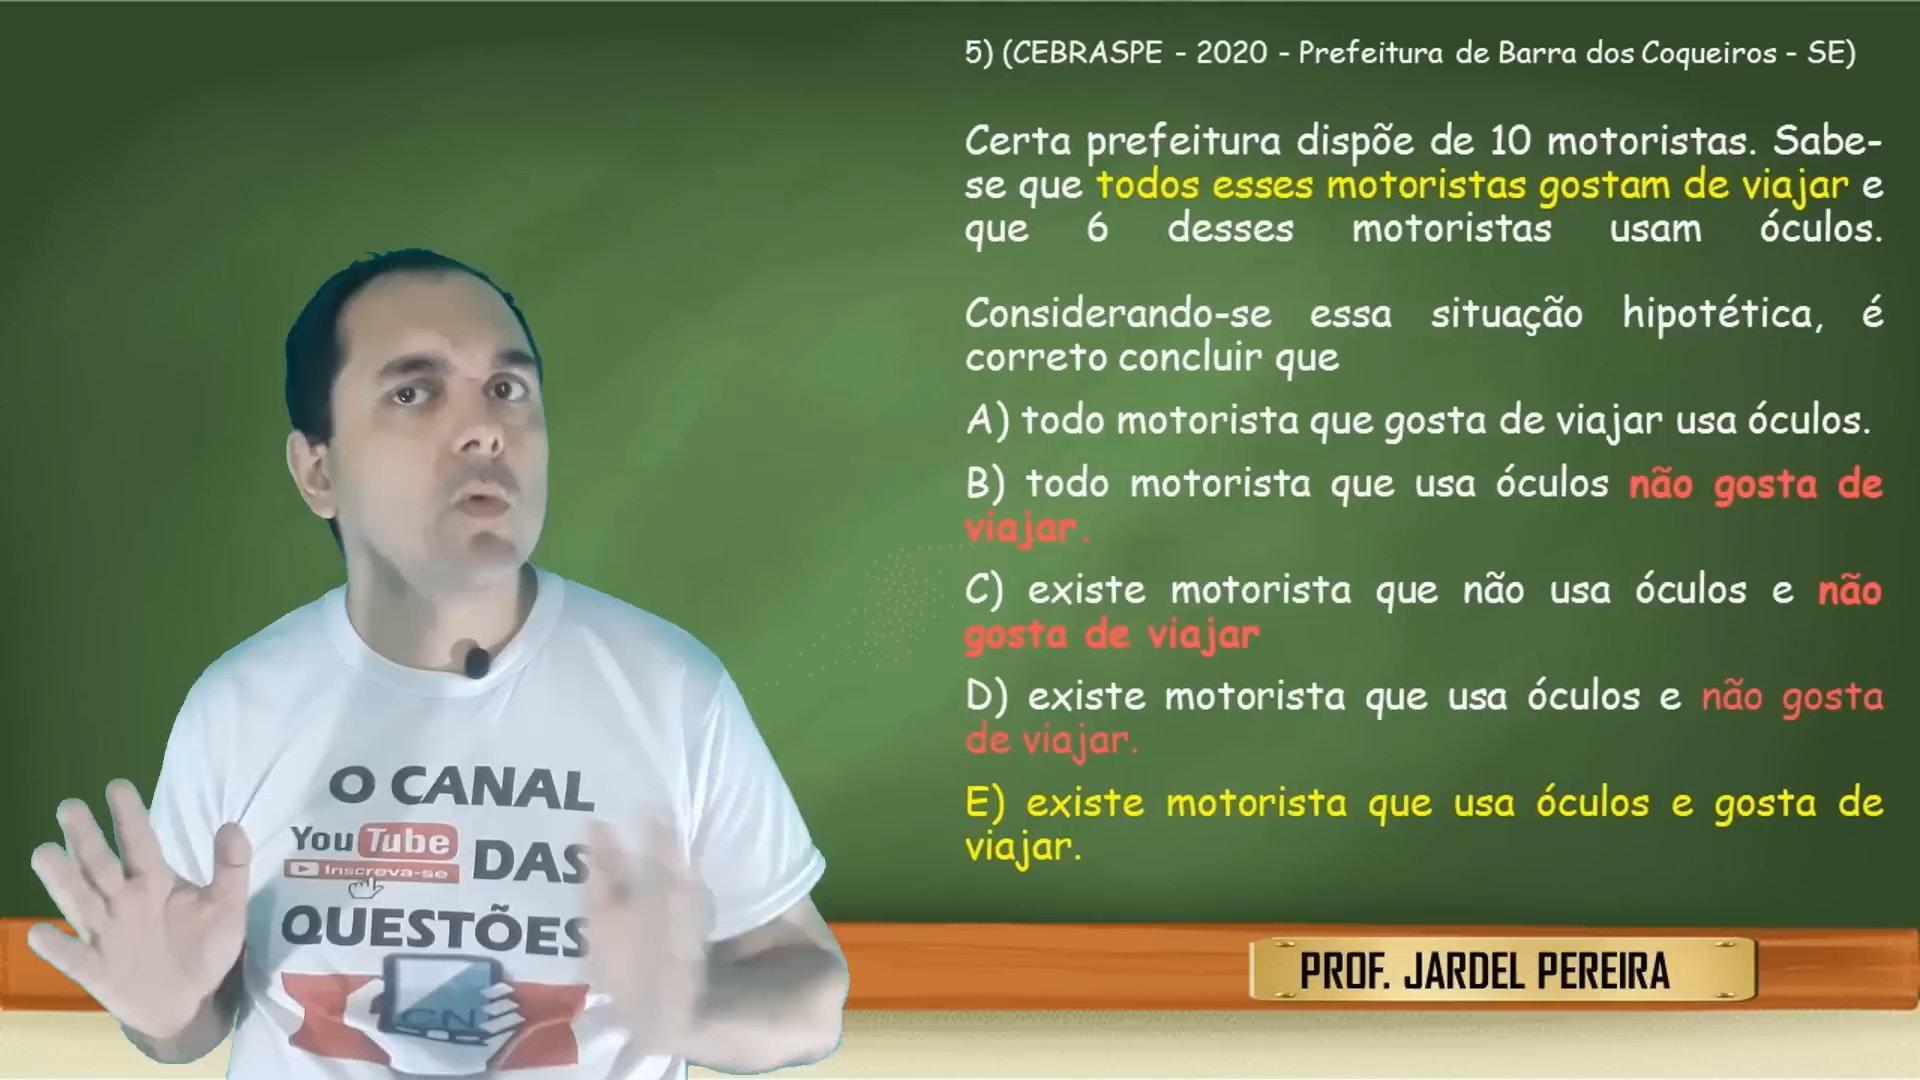 5) (CEBRASPE - 2020 - Prefeitura de Barra dos Coqueiros - SE)
Certa prefeitura dispõe de 10 motoristas. Sabe-
se que todos esses motoristas gostam de viajar e
que 6 desses motoristas usam óculos.
Considerando-se essa situação hipotética, é
correto concluir que
A) todo motorista que gosta de viajar usa óculos.
B) todo motorista que usa óculos não gosta de
viajar.
C) existe motorista que não usa óculos e não
gosta de viajar
D) existe motorista que usa óculos e não gosta
de viajar.
E) existe motorista que usa óculos e gosta de
viajar.
O CANAL
YouTube
Inscreva-se
DAS
QUESTÕES
CN
PROF. JARDEL PEREIRA